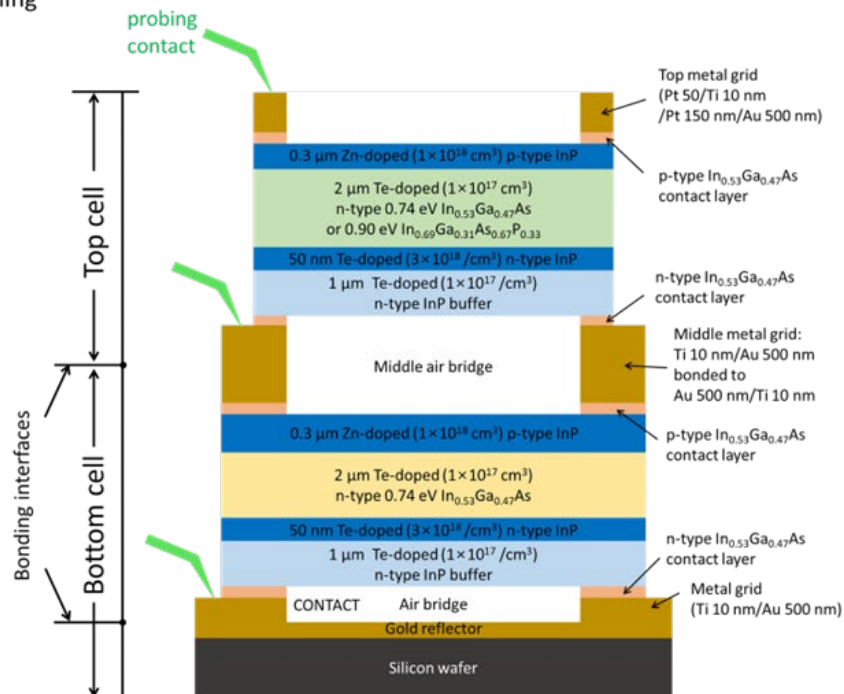 ing
probing
contact
Top metal grid
(Pt 50/Ti 10 nm
/Pt 150 nm/Au 500 nm)
0.3 μm Zn-doped (1×10¹⁸ cm³) p-type InP
p-type In₀.₅₃Ga₀.₄₇As
contact layer
2 μm Te-doped (1×10¹⁷ cm³)
n-type 0.74 eV In₀.₅₃Ga₀.₄₇As
or 0.90 eV In₀.₆₉Ga₀.₃₁As₀.₆₇P₀.₃₃
50 nm Te-doped (3×10¹⁸/cm³) n-type InP
1 μm Te-doped (1×10¹⁷/cm³)
n-type InP buffer
Top cell
n-type In₀.₅₃Ga₀.₄₇As
contact layer
Middle air bridge
Middle metal grid:
Ti 10 nm/Au 500 nm
bonded to
Au 500 nm/Ti 10 nm
0.3 μm Zn-doped (1×10¹⁸ cm³) p-type InP
p-type In₀.₅₃Ga₀.₄₇As
contact layer
2 μm Te-doped (1×10¹⁷ cm³)
n-type 0.74 eV In₀.₅₃Ga₀.₄₇As
50 nm Te-doped (3×10¹⁸/cm³) n-type InP
1 μm Te-doped (1×10¹⁷/cm³)
n-type InP buffer
Bonding interfaces
Bottom cell
n-type In₀.₅₃Ga₀.₄₇As
contact layer
CONTACT Air bridge
Metal grid
(Ti 10 nm/Au 500 nm)
Gold reflector
Silicon wafer